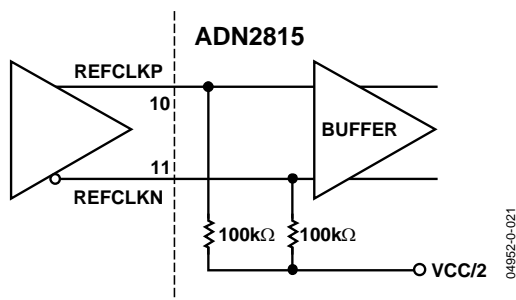 ADN2815
REFCLKP
10
BUFFER
11
REFCLKN
100kΩ
100kΩ
VCC/2
04952-0-021